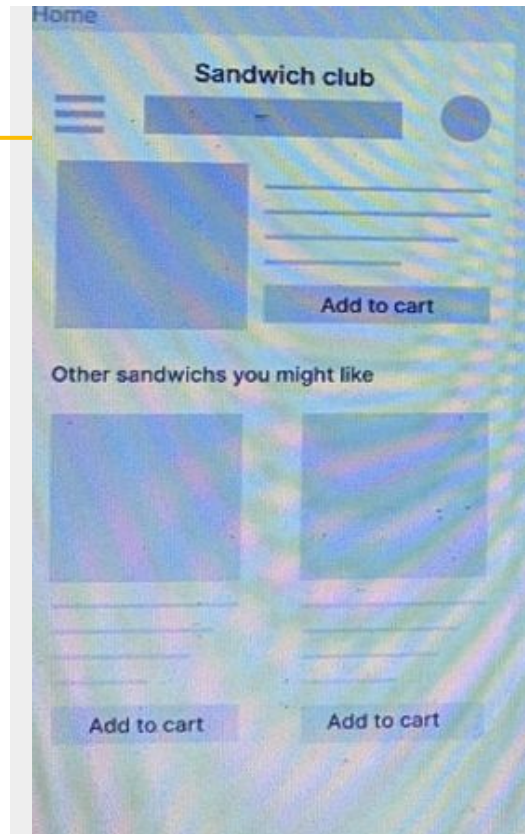 Home
Sandwich club
Add to cart
Other sandwichs you might like
Add to cart
Add to cart